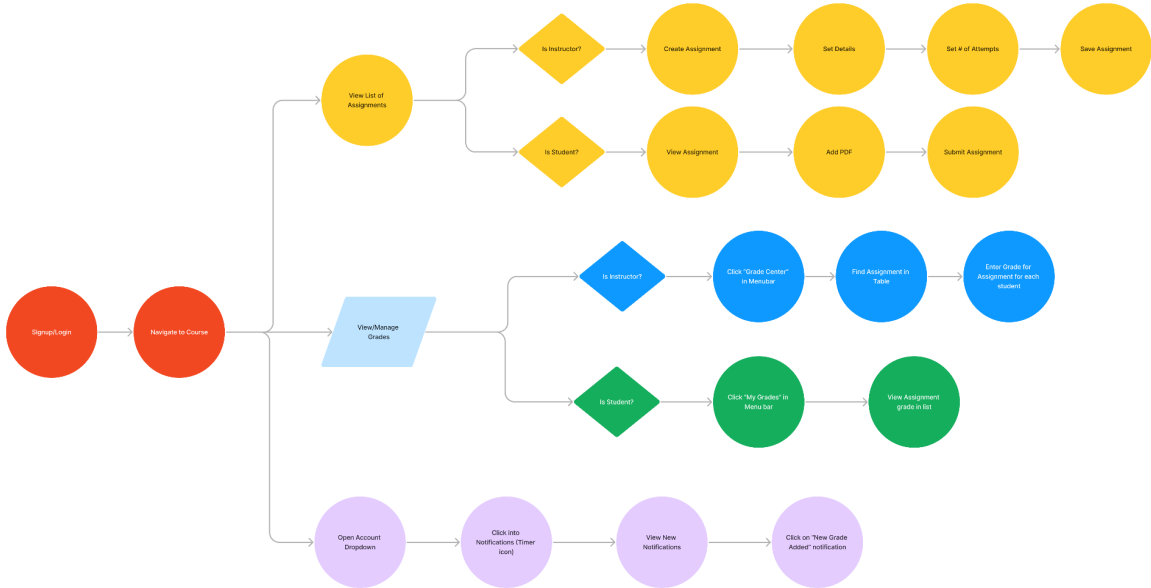 Is Instructor?
Create Assignment
Set Details
Set # of Attempts
Save Assignment
View List of
Assignments
Is Student?
View Assignment
Add PDF
Submit Assignment
Is Instructor?
Click "Grade Center"
in Menubar
Find Assignment in
Table
Enter Grade for
Assignment for each
student
Signup/Login
Navigate to Course
View/Manage
Grades
Is Student?
Click "My Grades" in
Menu bar
View Assignment
grade in list
Open Account
Dropdown
Click into
Notifications (Timer
icon)
View New
Notifications
Click on "New Grade
Added" notification